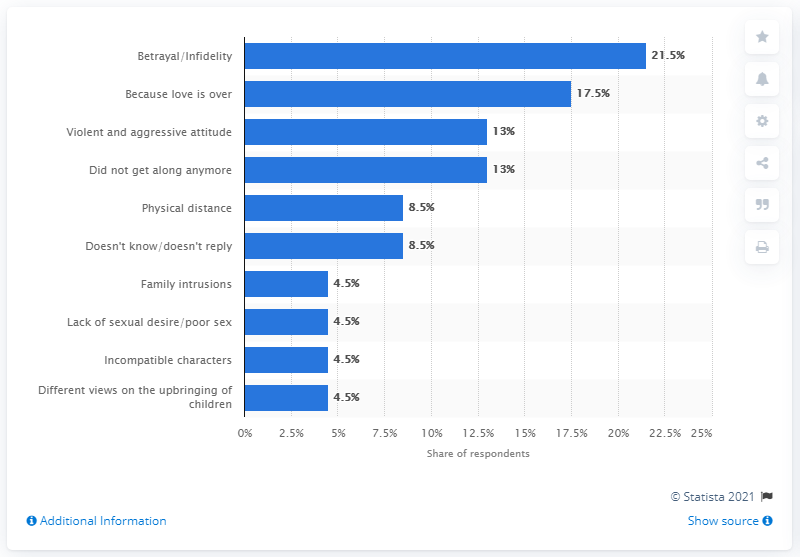 Betrayal/Infidelity 21.5%
Because love is over 17.5%
Violent and aggressive attitude 13%
Did not get along anymore 13%
Physical distance 8.5%
Doesn't know/doesn't reply 8.5%
Family intrusions 4.5%
Lack of sexual desire/poor sex 4.5%
Incompatible characters 4.5%
Different views on the upbringing of
children 4.5%
0% 2.5% 5% 7.5% 10% 12.5% 15% 17.5% 20% 22.5% 25%
Share of respondents
© Statista 2021
Additional Information Show source